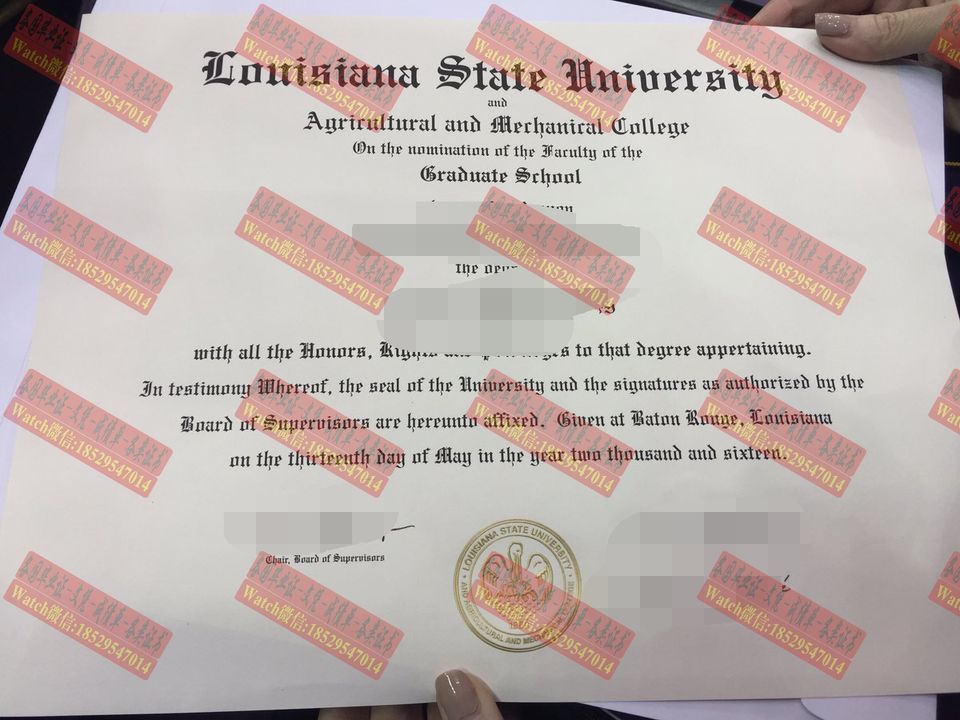 Louisiana State University
and
Agricultural and Mechanical College
On the nomination of the Faculty of the
Graduate School
with all the Honors, Rights to that degree appertaining.
In testimony Whereof, the seal of the University and the signatures as authorized by the
Board of Supervisors are hereunto affixed. Given at Baton Rouge, Louisiana
on the thirteenth day of May in the year two thousand and sixteen.
Chair, Board of Supervisors
LOUISIANA STATE UNIVERSITY
Watch微信:18529547014